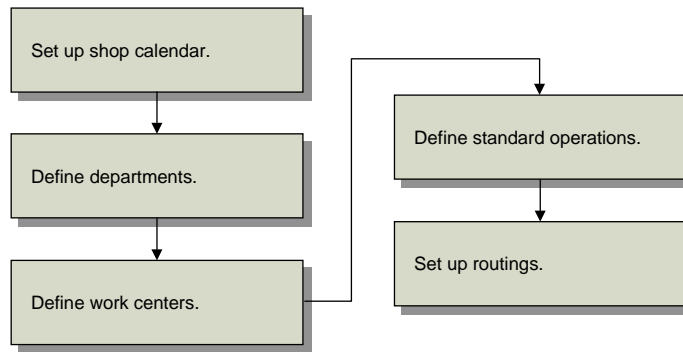 Set up shop calendar.
Define departments.
Define work centers.
Define standard operations.
Set up routings.